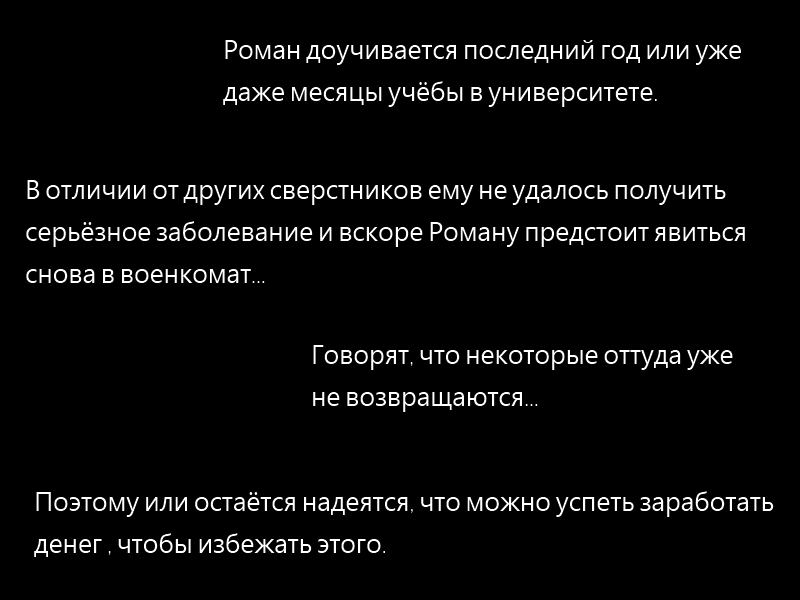 Роман доучивается последний год или уже
даже месяцы учёбы в университете.
В отличии от других сверстников ему не удалось получить
серьёзное заболевание и вскоре Роману предстоит явиться
снова в военкомат...
Говорят, что некоторые оттуда уже
не возвращаются...
Поэтому или остаётся надеятся, что можно успеть заработать
денег , чтобы избежать этого.